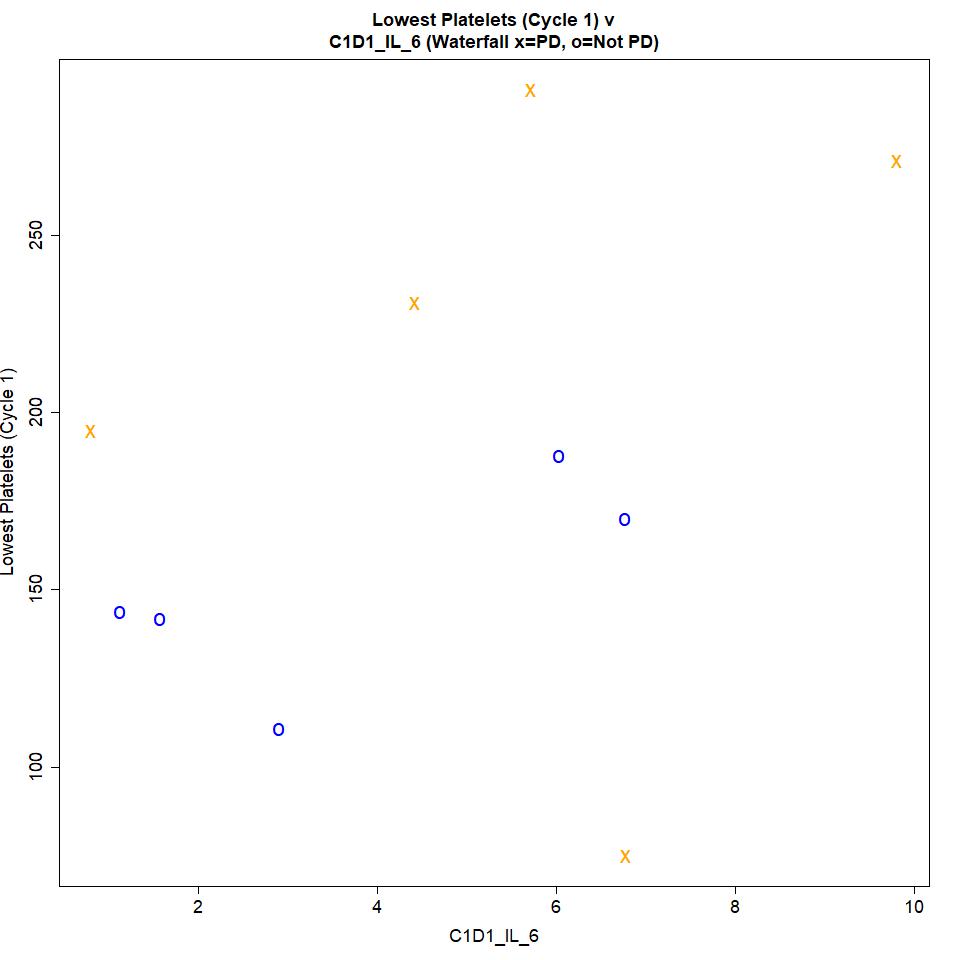 Lowest Platelets (Cycle 1) v
C1D1_IL_6 (Waterfall x=PD, o=Not PD)
Lowest Platelets (Cycle 1)
250
200
150
100
X
X
X
X
O
O
O
O
O
X
2 4 6 8 10
C1D1_IL_6